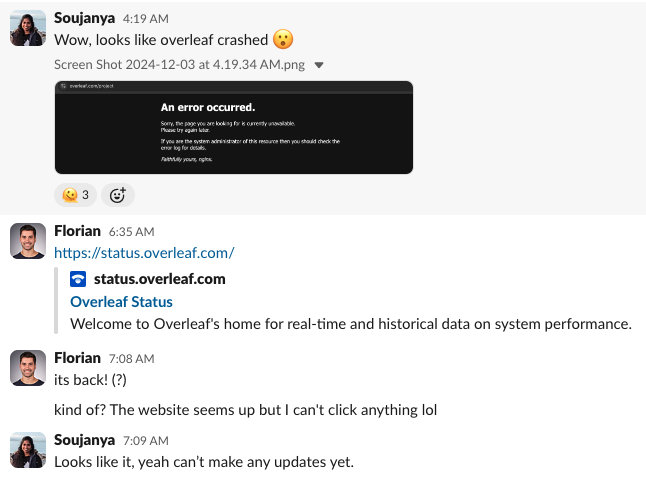 Soujanya 4:19 AM
Wow, looks like overleaf crashed 😮
Screen Shot 2024-12-03 at 4.19.34 AM.png
overleaf.com/project
An error occurred.
Sorry, the page you are looking for is currently unavailable.
Please try again later.
If you are the system administrator of this resource then you should check the
error log for details.
Faithfully yours, nginx.
3
Florian 6:35 AM
https://status.overleaf.com/
status.overleaf.com
Overleaf Status
Welcome to Overleaf's home for real-time and historical data on system performance.
Florian 7:08 AM
its back! (?)
kind of? The website seems up but I can't click anything lol
Soujanya 7:09 AM
Looks like it, yeah can’t make any updates yet.